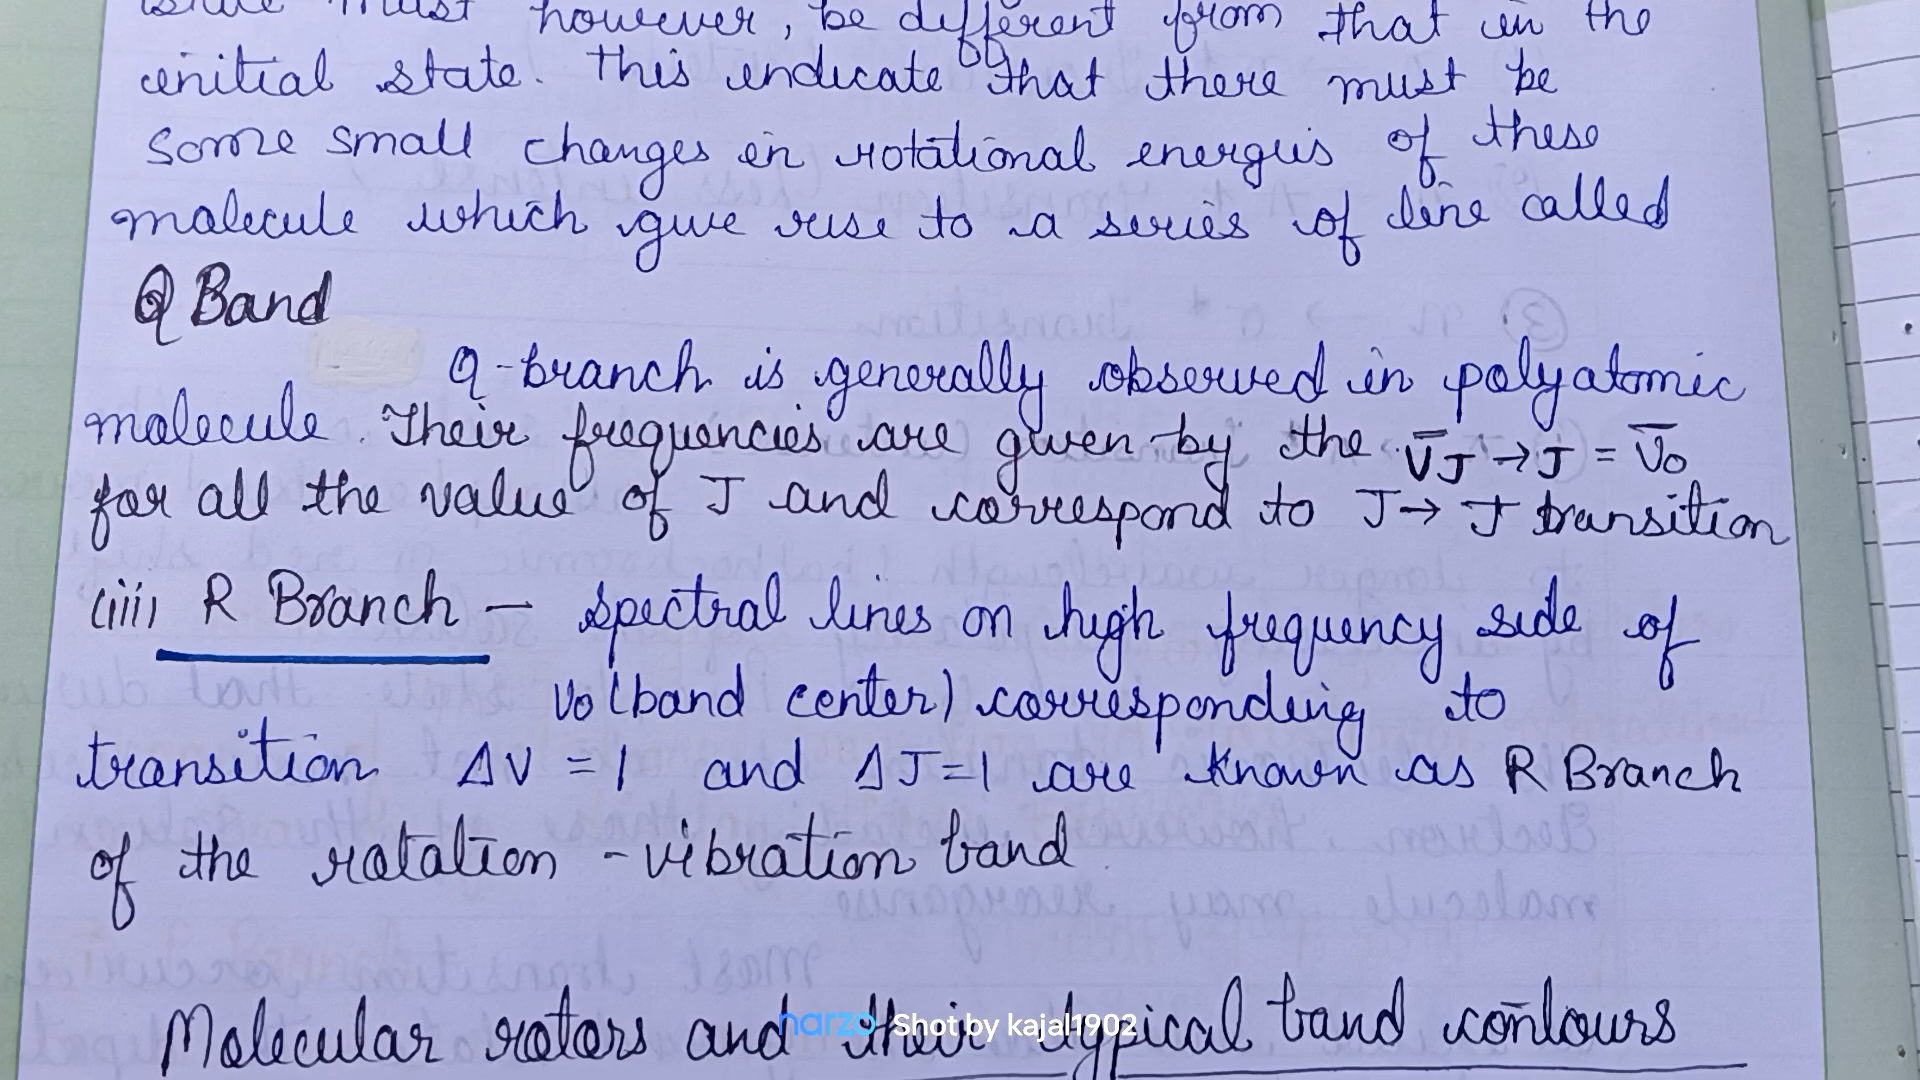 state must however, be different from that in the
initial state. This indicate that there must be
some small changes in rotational energies of these
molecule which give rise to a series of line called
Q Band
Q-branch is generally observed in polyatomic
molecule. Their frequencies are given by the V̅J→J = V̅o
for all the value of J and correspond to J→J transition
(iii) R Branch - spectral lines on high frequency side of
Vo (band center) corresponding to
transition ΔV = 1 and ΔJ=1 are known as R Branch
of the rotation - vibration band
Molecular rotors and their typical band contours
narzo Shot by kajal1902